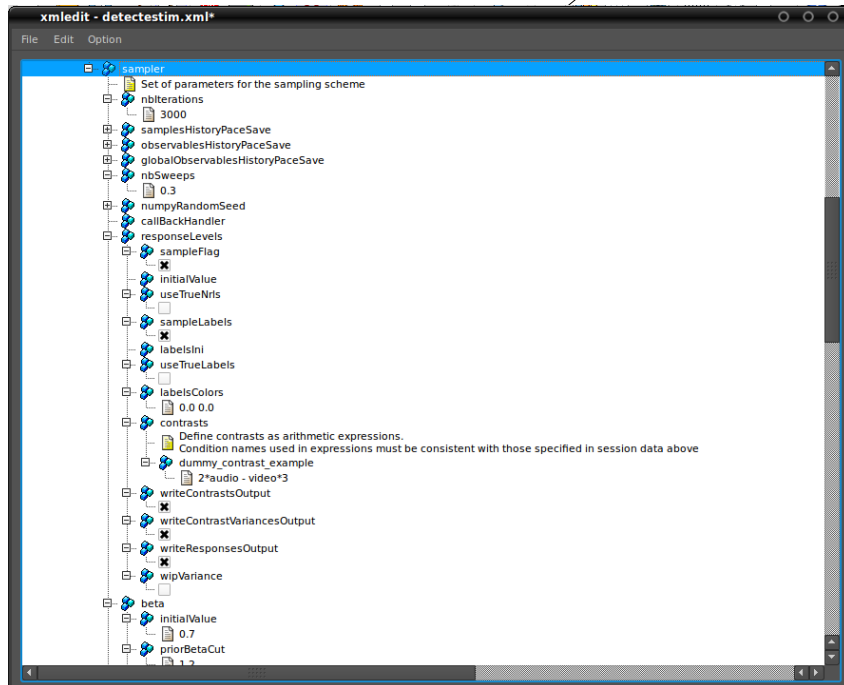 xmledit - detectestim.xml*
File Edit Option
sampler
Set of parameters for the sampling scheme
nbIterations
3000
samplesHistoryPaceSave
observablesHistoryPaceSave
globalObservablesHistoryPaceSave
nbSweeps
0.3
numpyRandomSeed
callBackHandler
responseLevels
sampleFlag
initialValue
useTrueNrls
sampleLabels
labelsIni
useTrueLabels
labelsColors
0.0 0.0
contrasts
Define contrasts as arithmetic expressions.
Condition names used in expressions must be consistent with those specified in session data above
dummy_contrast_example
2*audio - video*3
writeContrastsOutput
writeContrastVariancesOutput
writeResponsesOutput
wipVariance
beta
initialValue
0.7
priorBetaCut
1.2